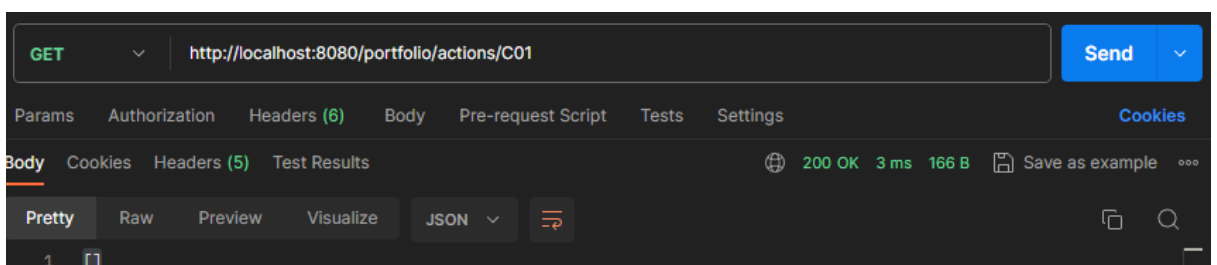 GET http://localhost:8080/portfolio/actions/C01 Send
Params Authorization Headers (6) Body Pre-request Script Tests Settings Cookies
Body Cookies Headers (5) Test Results 200 OK 3 ms 166 B Save as example
Pretty Raw Preview Visualize JSON
1 []